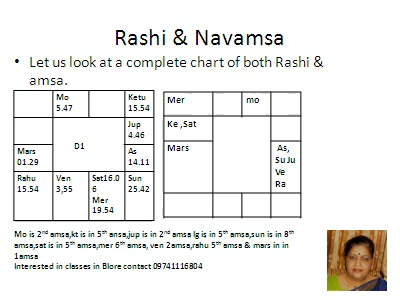 Rashi & Navamsa
• Let us look at a complete chart of both Rashi &
amsa.
Mo
5.47
Ketu
15.54
Jup
4.46
D1
Mars
01.29
As
14.11
Rahu
15.54
Ven
3,55
Sat16.0
6
Mer
19.54
Sun
25.42
Mer
mo
Ke ,Sat
Mars
As,
Su Ju
Ve
Ra
Mo is 2nd amsa,kt is in 5th ansa,jup is in 2nd amsa lg is in 5th amsa,sun is in 8th
amsa,sat is in 5th amsa,mer 6th amsa, ven 2amsa,rahu 5th amsa & mars in in
1amsa
Interested in classes in Blore contact 09741116804